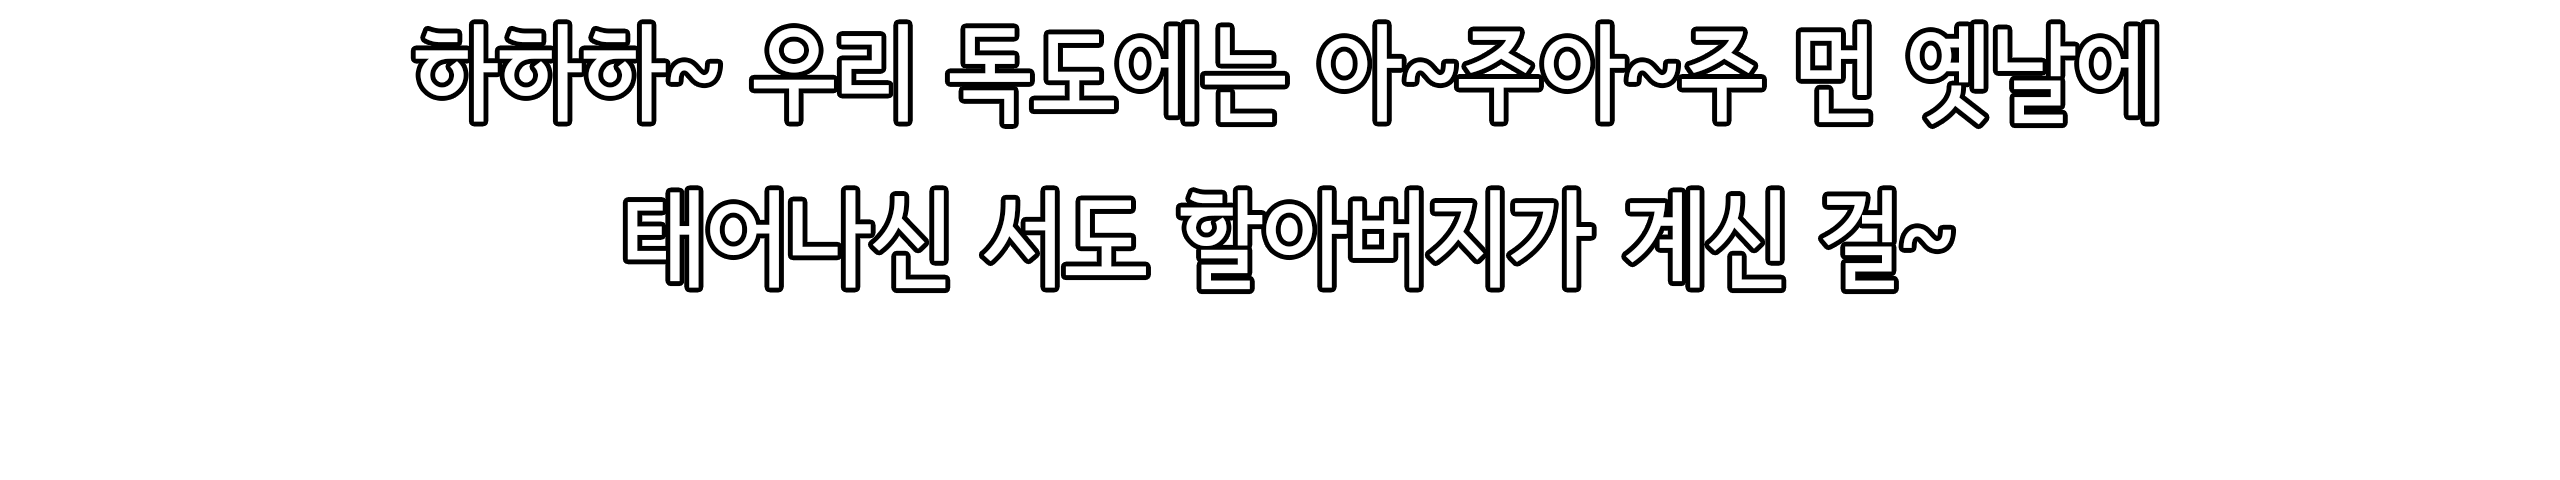 하하하~ 우리 독도에는 아~주아~주 먼 옛날에
태어나신 서도 할아버지가 계신 걸~